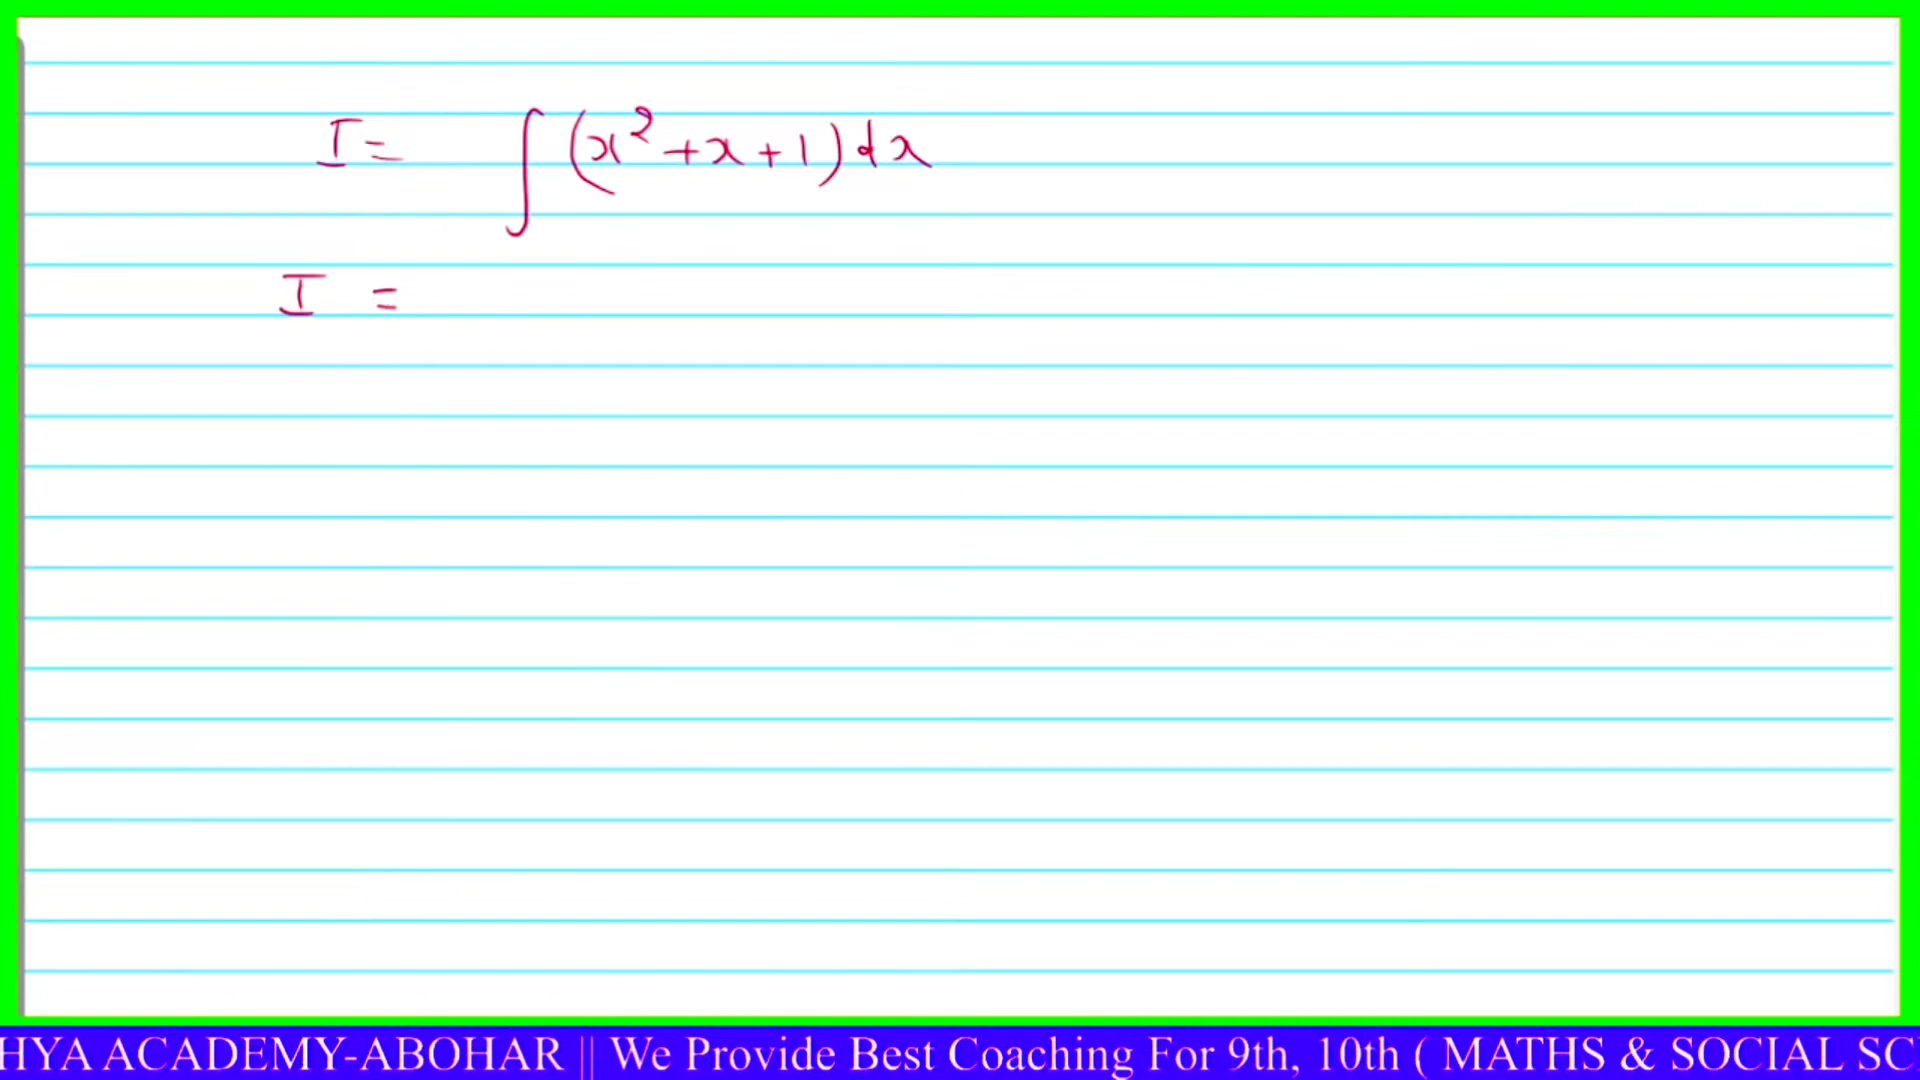 I = ∫ (x² + x + 1) dx
I =
HYA ACADEMY-ABOHAR || We Provide Best Coaching For 9th, 10th ( MATHS & SOCIAL SC